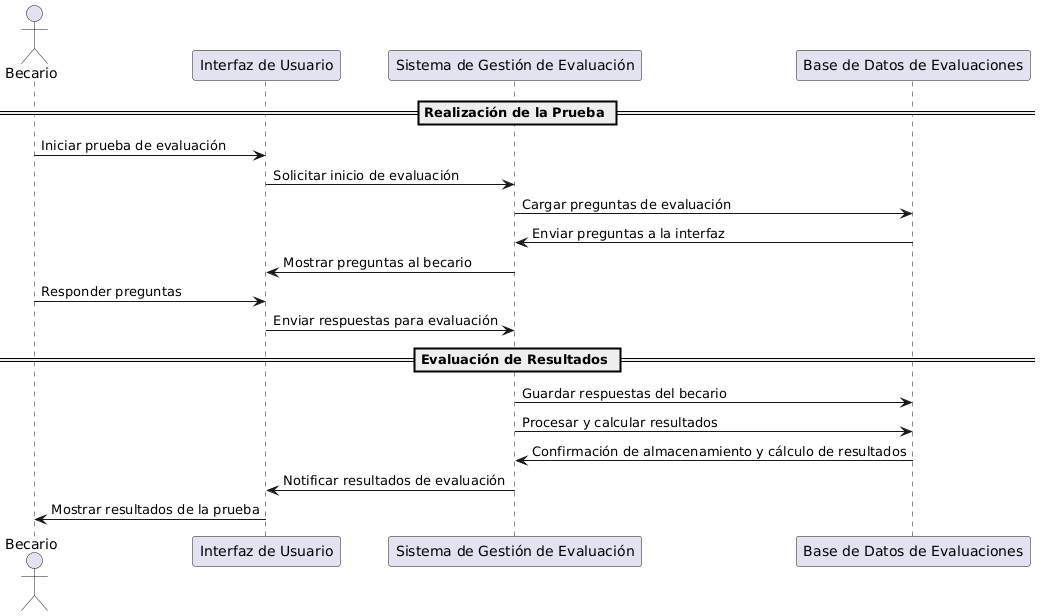 Becario
Interfaz de Usuario
Sistema de Gestión de Evaluación
Base de Datos de Evaluaciones
Realización de la Prueba
Iniciar prueba de evaluación
Solicitar inicio de evaluación
Cargar preguntas de evaluación
Enviar preguntas a la interfaz
Mostrar preguntas al becario
Responder preguntas
Enviar respuestas para evaluación
Evaluación de Resultados
Guardar respuestas del becario
Procesar y calcular resultados
Confirmación de almacenamiento y cálculo de resultados
Notificar resultados de evaluación
Mostrar resultados de la prueba
Becario
Interfaz de Usuario
Sistema de Gestión de Evaluación
Base de Datos de Evaluaciones